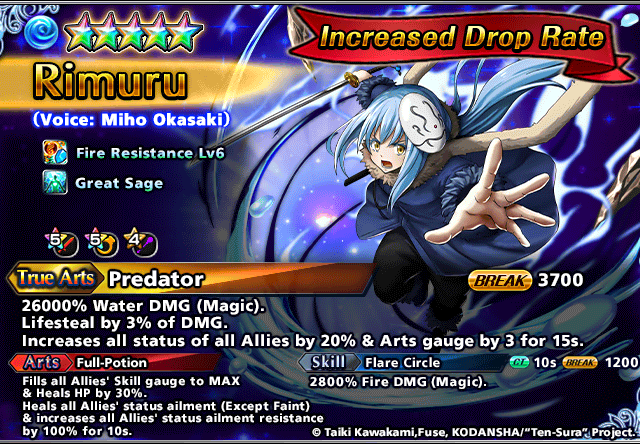 Increased Drop Rate
Rimuru
(Voice: Miho Okasaki)
Fire Resistance Lv6
Great Sage
5 5 4
True Arts Predator BREAK 3700
26000% Water DMG (Magic).
Lifesteal by 3% of DMG.
Increases all status of all Allies by 20% & Arts gauge by 3 for 15s.
Arts Full-Potion
Fills all Allies' Skill gauge to MAX
& Heals HP by 30%.
Heals all Allies' status ailment (Except Faint)
& increases all Allies' status ailment resistance
by 100% for 10s.
Skill Flare Circle CT 10s BREAK 1200
2800% Fire DMG (Magic).
© Taiki Kawakami,Fuse, KODANSHA/“Ten-Sura” Project.